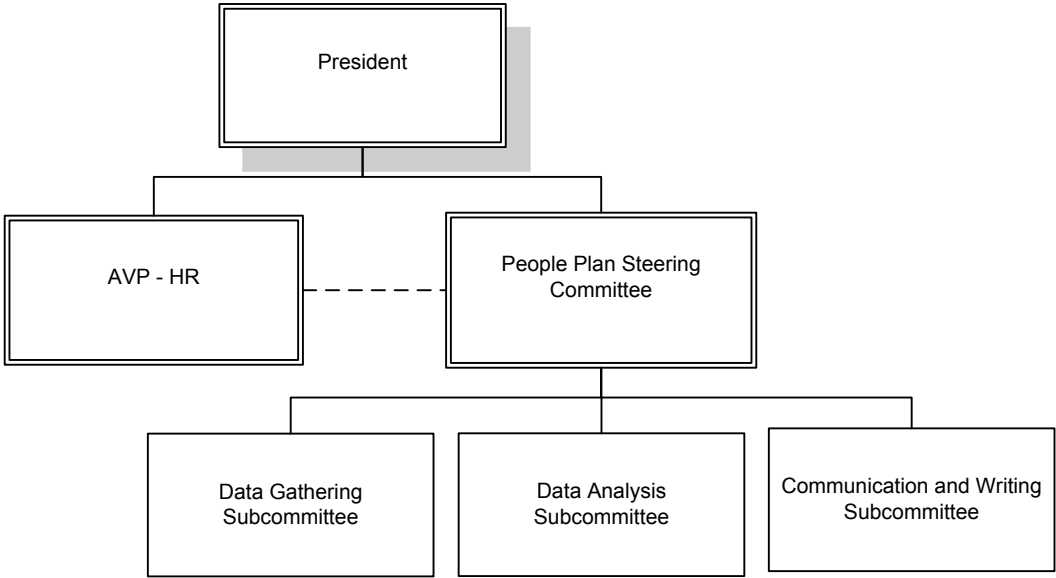 President
AVP - HR
People Plan Steering
Committee
Data Gathering
Subcommittee
Data Analysis
Subcommittee
Communication and Writing
Subcommittee